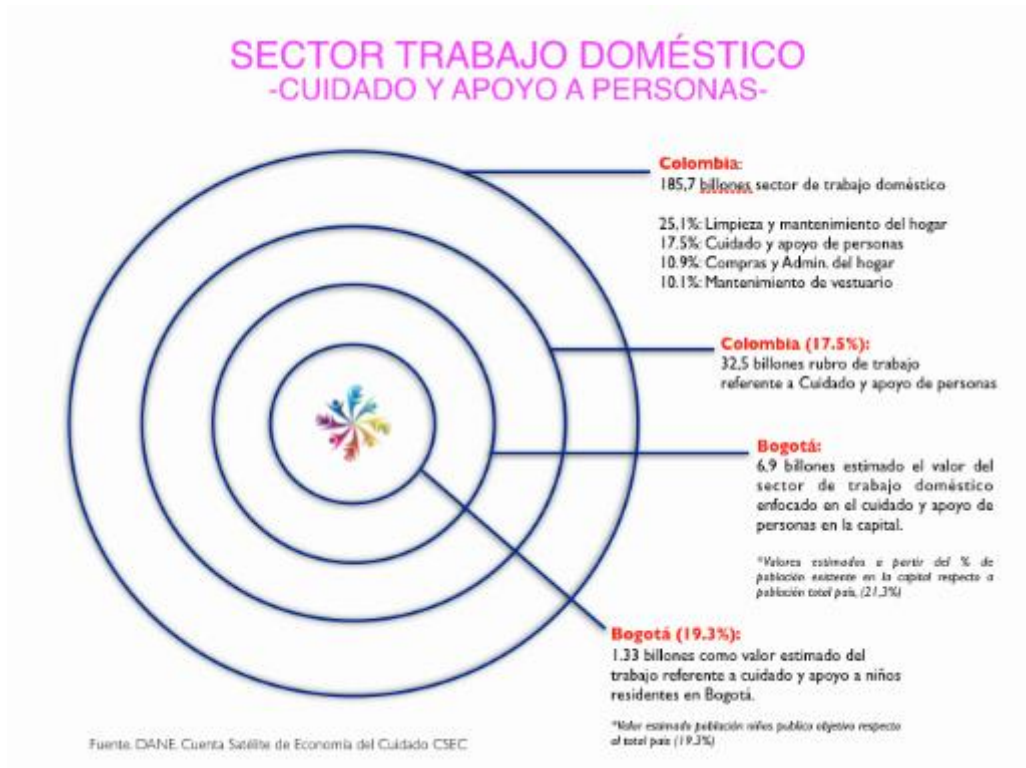 SECTOR TRABAJO DOMÉSTICO
-CUIDADO Y APOYO A PERSONAS-
Colombia:
185,7 billones sector de trabajo doméstico
25.1%: Limpieza y mantenimiento del hogar
17.5%: Cuidado y apoyo de personas
10.9%: Compras y Admin. del hogar
10.1%: Mantenimiento de vestuario
Colombia (17.5%):
32,5 billones rubro de trabajo
referente a Cuidado y apoyo de personas
Bogotá:
6.9 billones estimado el valor del
sector de trabajo doméstico
enfocado en el cuidado y apoyo de
personas en la capital.
*Valores estimados a partir del % de
población existente en la capital respecto a
población total país, (21,3%)
Bogotá (19.3%):
1.33 billones como valor estimado del
trabajo referente a cuidado y apoyo a niños
residentes en Bogotá.
*Valor estimado población niños publico objetivo respecto
al total país (19.3%)
Fuente. DANE. Cuenta Satélite de Economía del Cuidado CSEC